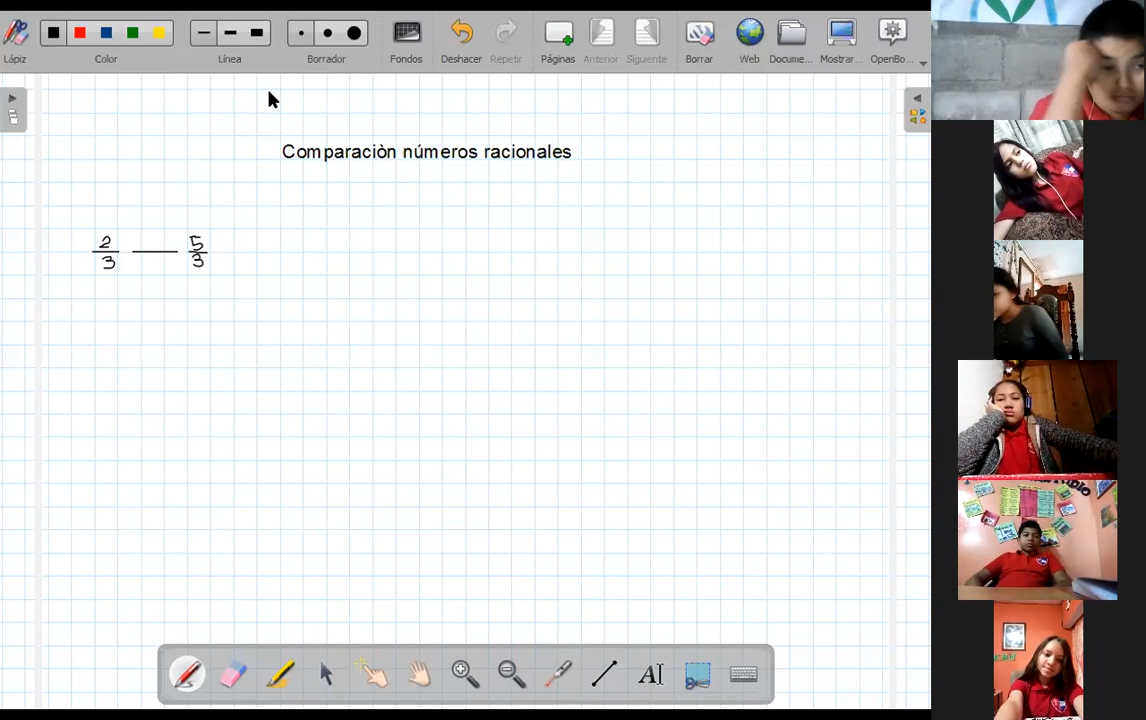 Lápiz Color Línea Borrador Fondos Deshacer Repetir Páginas Anterior Siguiente Borrar Web Docume... Mostrar... OpenBo...
Comparaciòn números racionales
2/3 ___ 5/3
AI